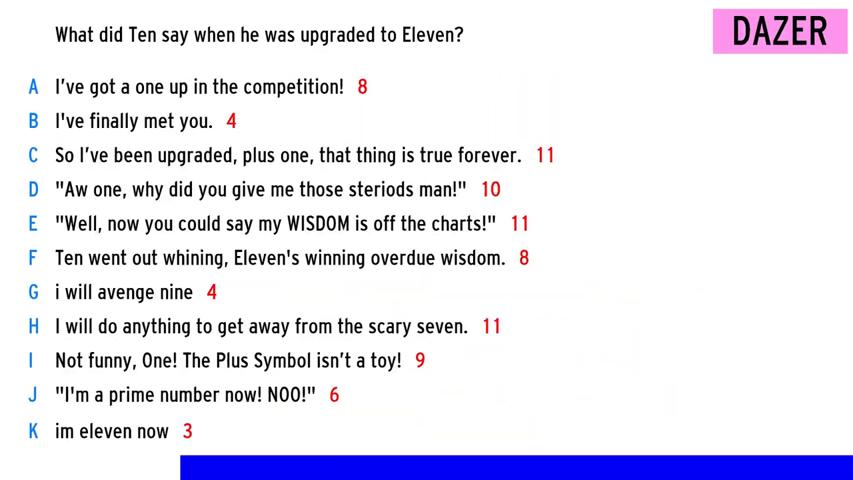 What did Ten say when he was upgraded to Eleven?
DAZER
A I've got a one up in the competition! 8
B I've finally met you. 4
C So I've been upgraded, plus one, that thing is true forever. 11
D "Aw one, why did you give me those steriods man!" 10
E "Well, now you could say my WISDOM is off the charts!" 11
F Ten went out whining, Eleven's winning overdue wisdom. 8
G i will avenge nine 4
H I will do anything to get away from the scary seven. 11
I Not funny, One! The Plus Symbol isn't a toy! 9
J "I'm a prime number now! NOO!" 6
K im eleven now 3